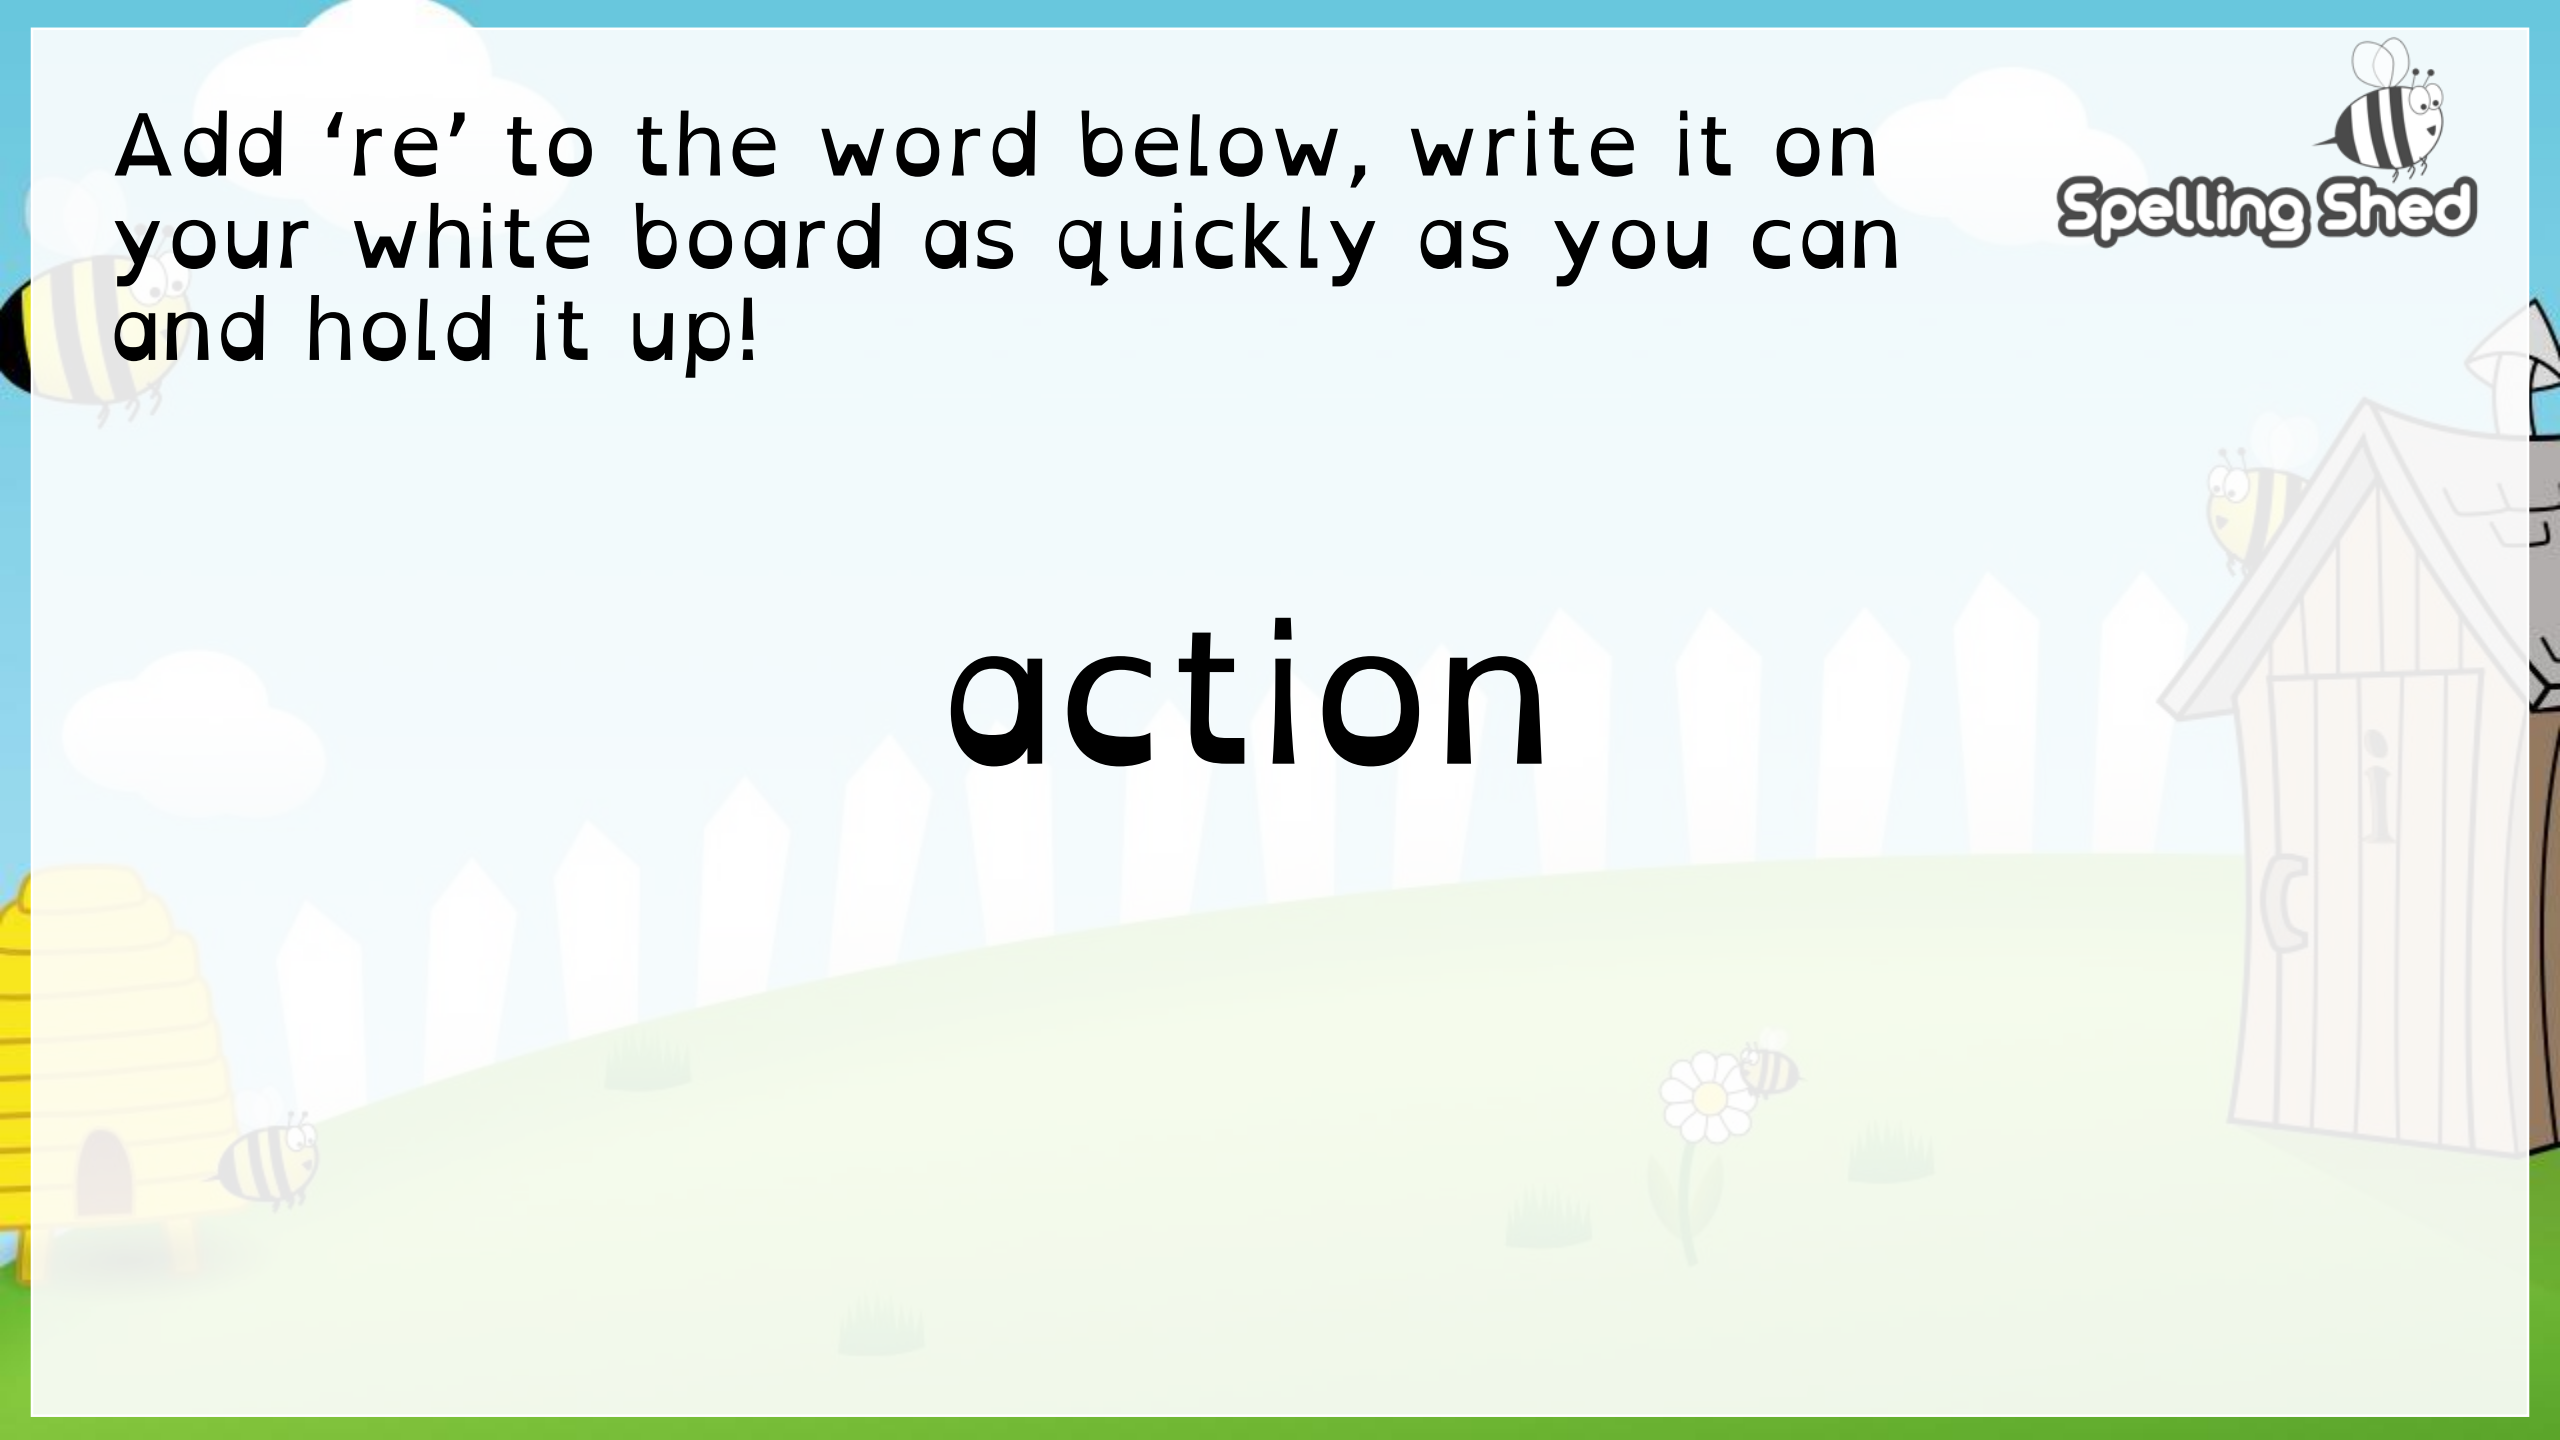 Add ‘re’ to the word below, write it on
your white board as quickly as you can
and hold it up!
Spelling Shed
action
i